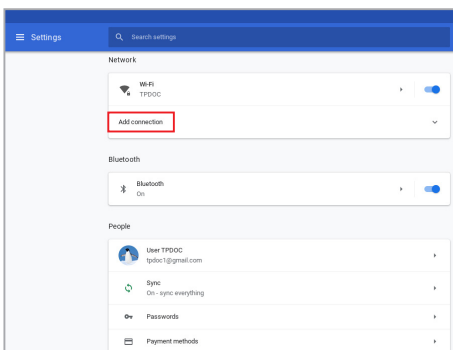 Settings
Search settings
Network
Wi-Fi
TPDOC
Add connection
Bluetooth
Bluetooth
On
People
User TPDOC
tpdoc1@gmail.com
Sync
On - sync everything
Passwords
Payment methods